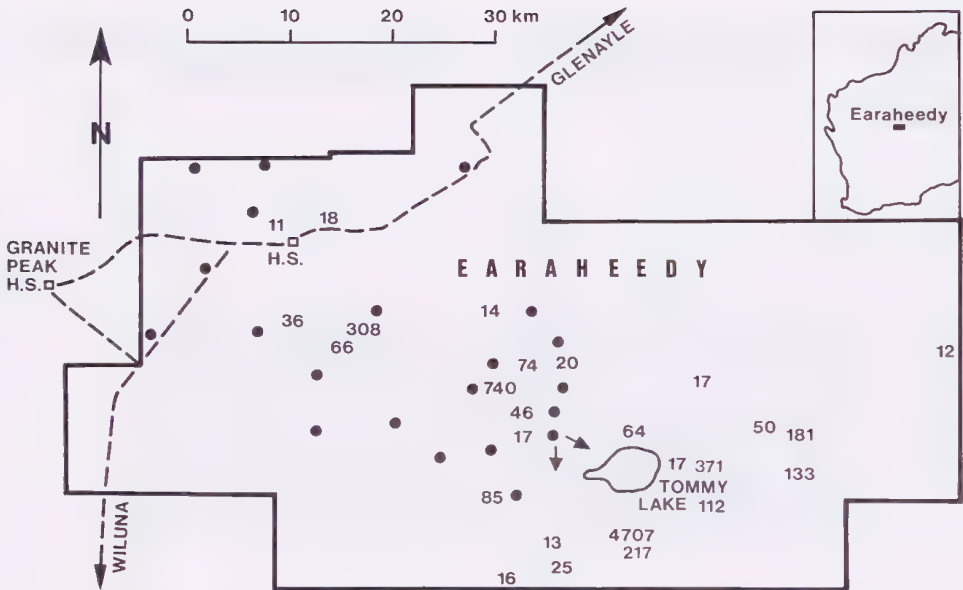 0 10 20 30 km
GLENAYLE
N
Earaheedy
11 18
H.S.
GRANITE
PEAK
H.S.
EARAHEEDY
14
36 308
66
74 20
12
740
17
46
17
64
50 181
17 371
133
TOMMY
LAKE 112
85
4707
13
217
25
16
WILUNA